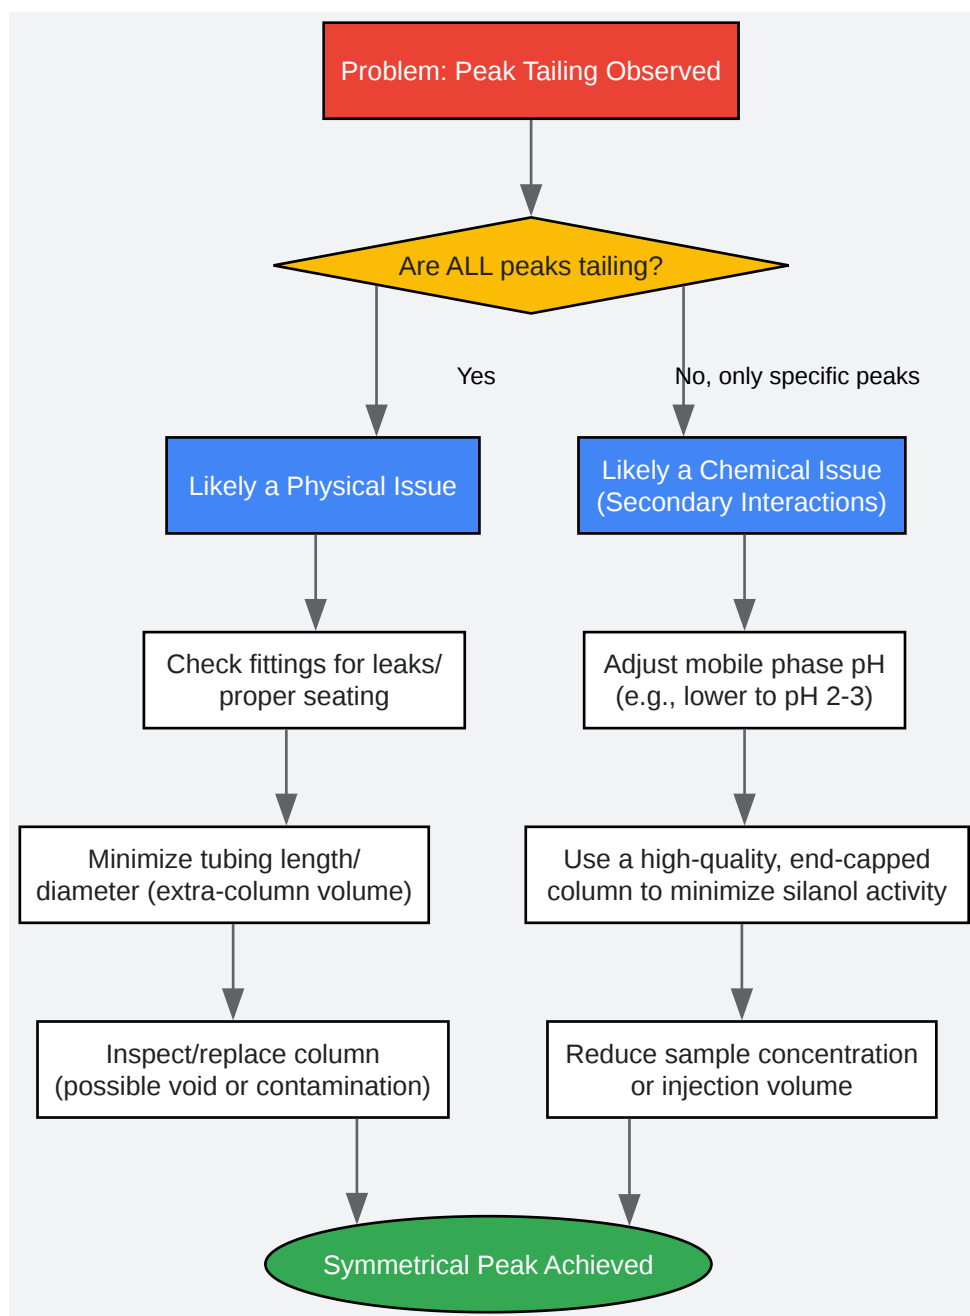 Problem: Peak Tailing Observed
Are ALL peaks tailing?
Yes
No, only specific peaks
Likely a Physical Issue
Likely a Chemical Issue
(Secondary Interactions)
Check fittings for leaks/
proper seating
Adjust mobile phase pH
(e.g., lower to pH 2-3)
Minimize tubing length/
diameter (extra-column volume)
Use a high-quality, end-capped
column to minimize silanol activity
Inspect/replace column
(possible void or contamination)
Reduce sample concentration
or injection volume
Symmetrical Peak Achieved